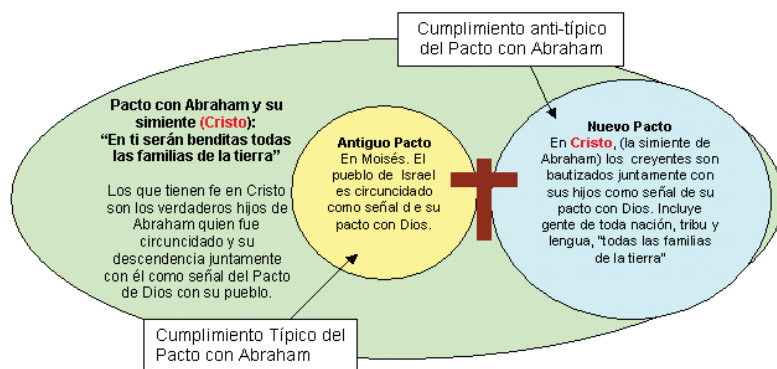 Cumplimiento anti-típico
del Pacto con Abraham
Pacto con Abraham y su
simiente (Cristo):
"En ti serán benditas todas
las familias de la tierra"
Los que tienen fe en Cristo
son los verdaderos hijos de
Abraham quien fue
circuncidado y su
descendencia juntamente
con él como señal del Pacto
de Dios con su pueblo.
Antiguo Pacto
En Moisés. El
pueblo de Israel
es circuncidado
como señal d e su
pacto con Dios.
Nuevo Pacto
En Cristo, (la simiente de
Abraham) los creyentes son
bautizados juntamente con
sus hijos como señal de su
pacto con Dios. Incluye
gente de toda nación, tribu y
lengua, "todas las familias
de la tierra"
Cumplimiento Típico del
Pacto con Abraham